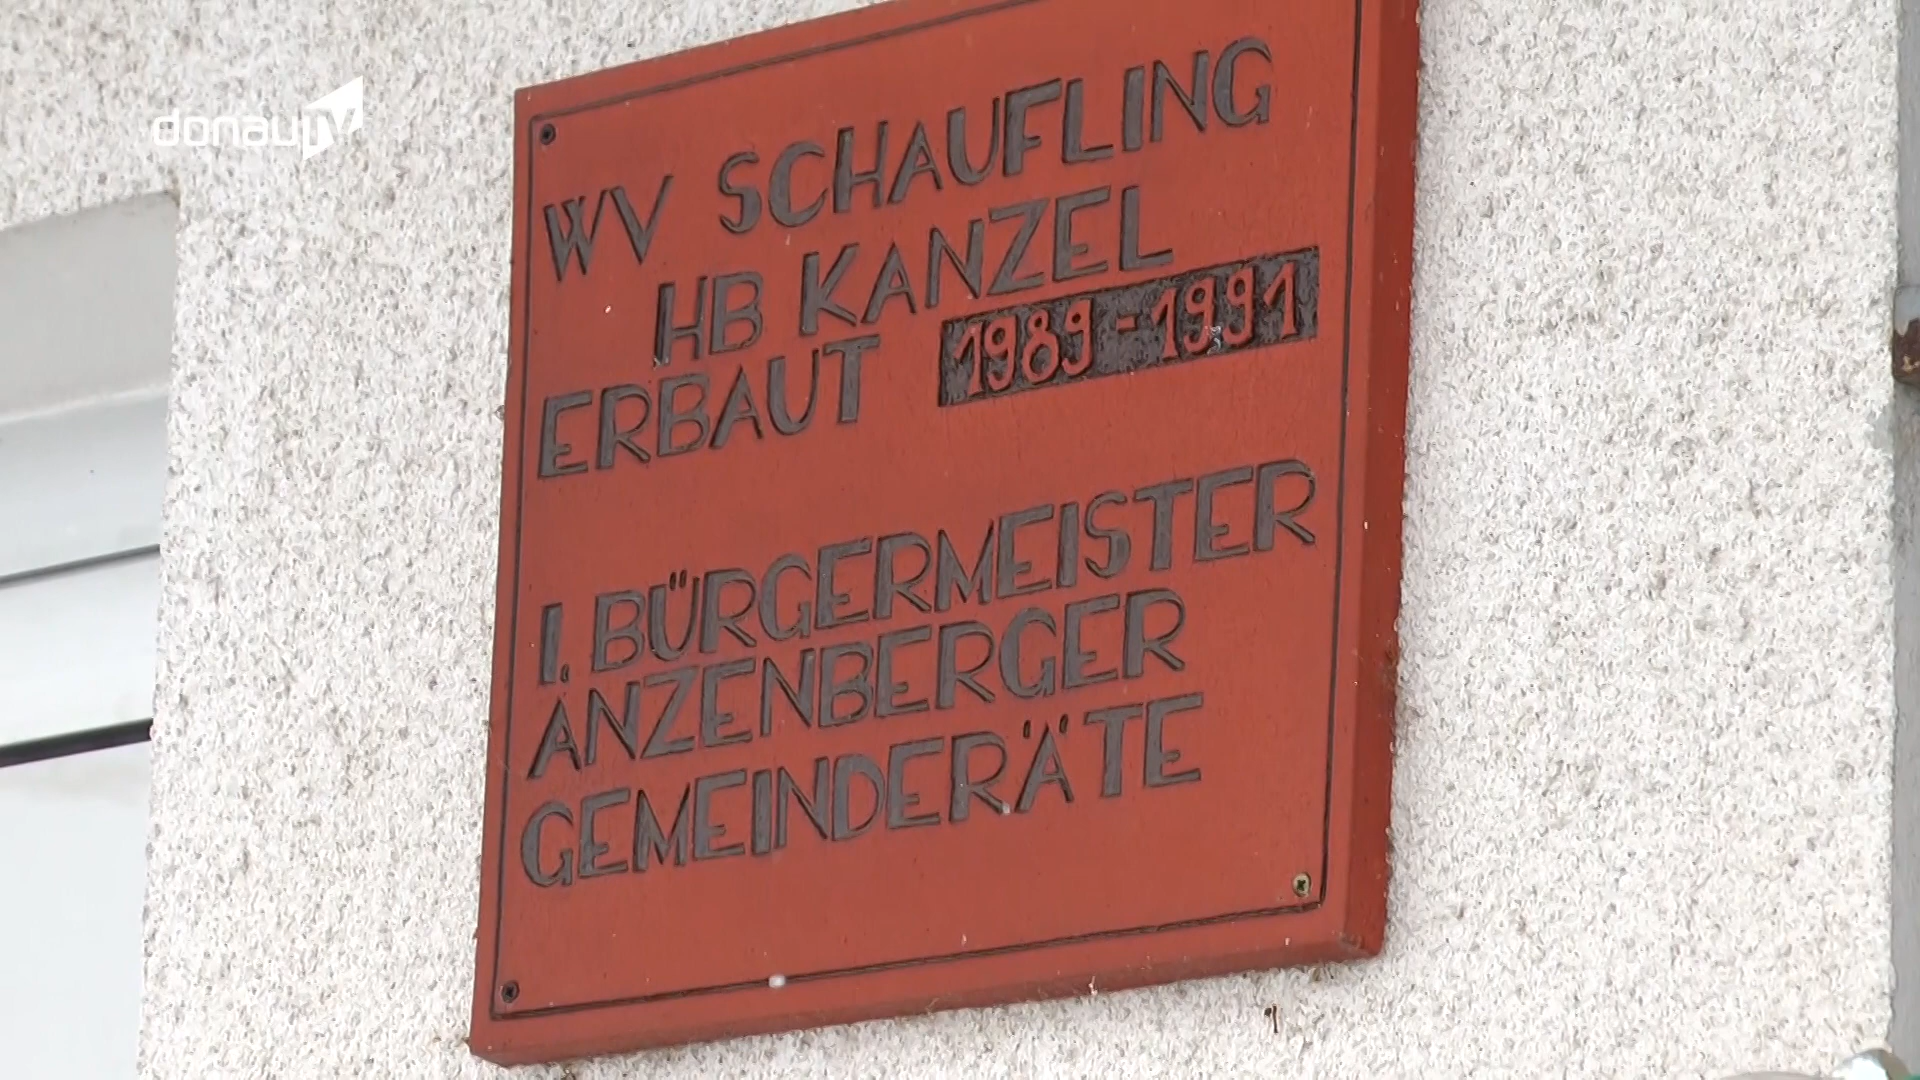 donau TV
WV SCHAUFLING
HB KANZEL
ERBAUT 1989-1991
I. BÜRGERMEISTER
ANZENBERGER
GEMEINDERÄTE